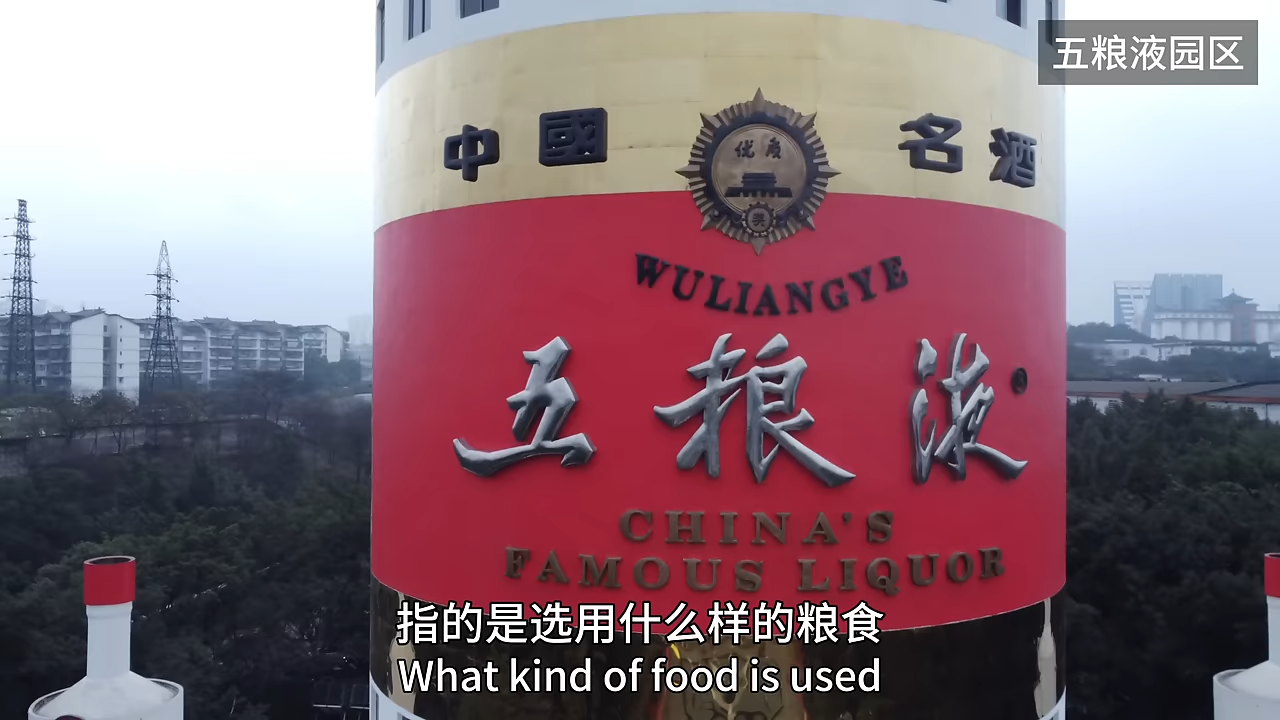 五粮液园区
中國 名酒
优质
奖
WULIANGYE
五粮液®
CHINA'S
FAMOUS LIQUOR
指的是选用什么样的粮食
What kind of food is used